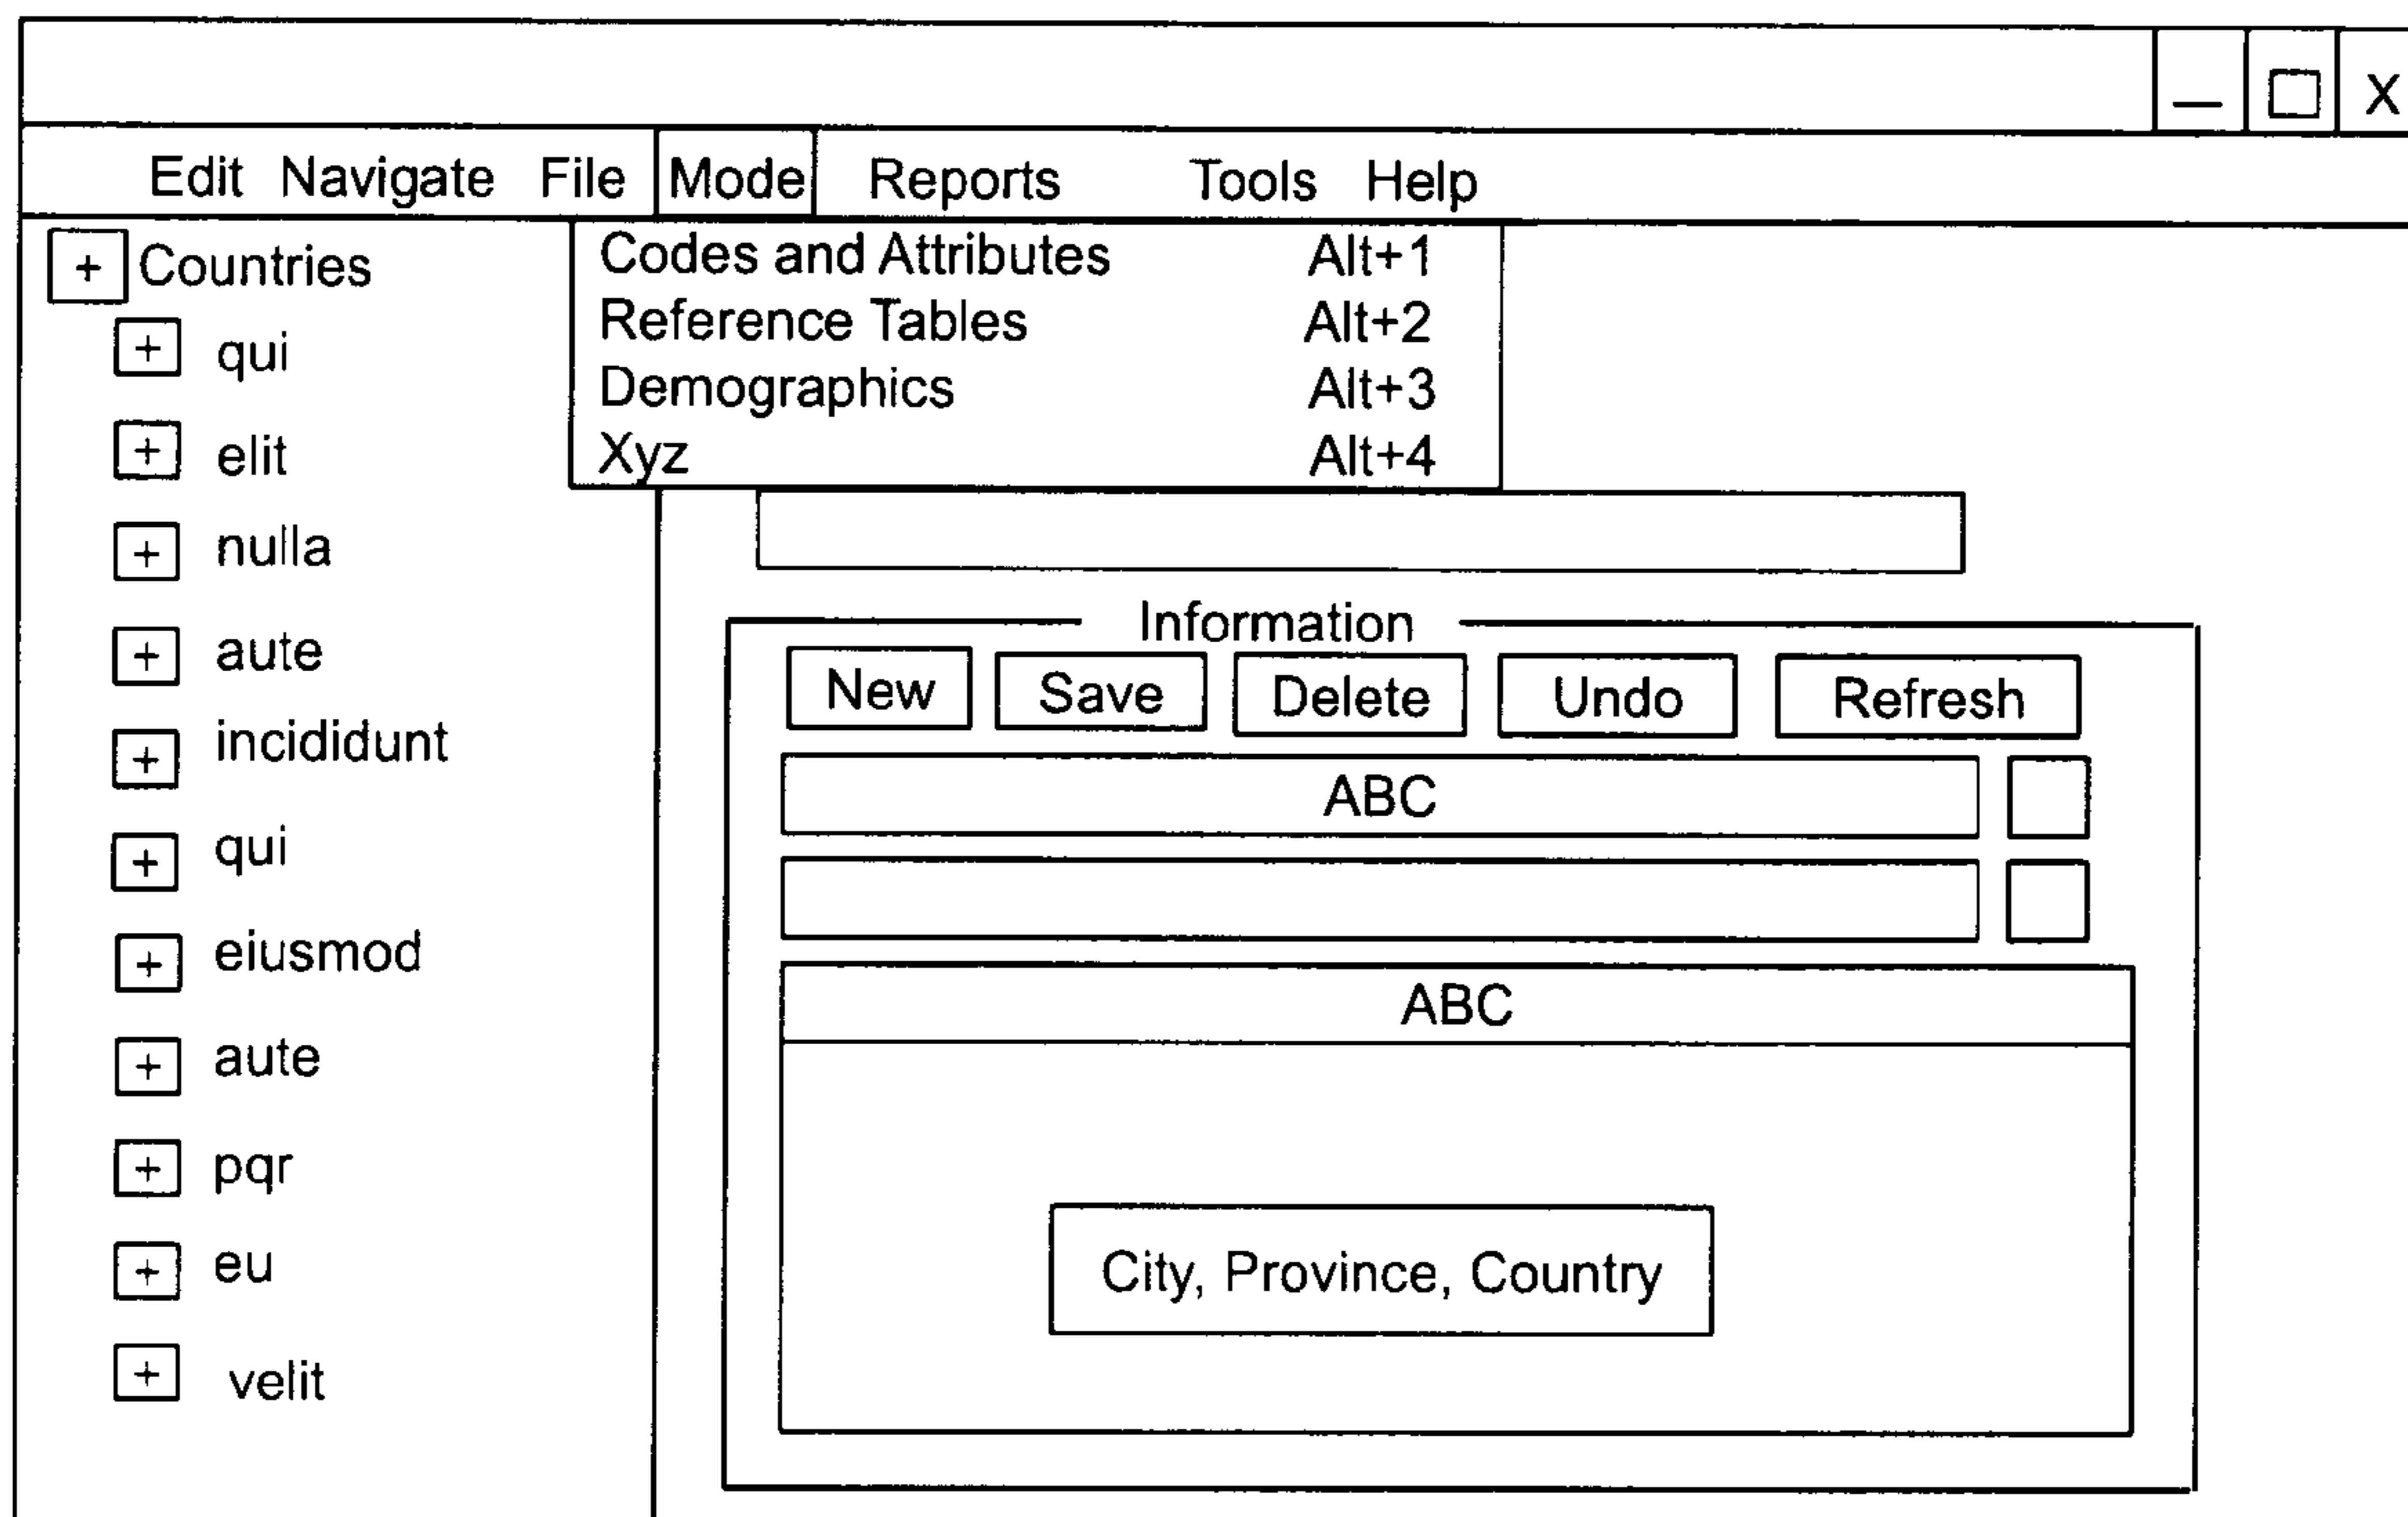 X
Edit Navigate File Mode Reports Tools Help
+ Countries
+ qui
+ elit
+ nulla
+ aute
+ incididunt
+ qui
+ eiusmod
+ aute
+ pqr
+ eu
+ velit
Codes and Attributes Alt+1
Reference Tables Alt+2
Demographics Alt+3
Xyz Alt+4
Information
New Save Delete Undo Refresh
ABC
ABC
City, Province, Country